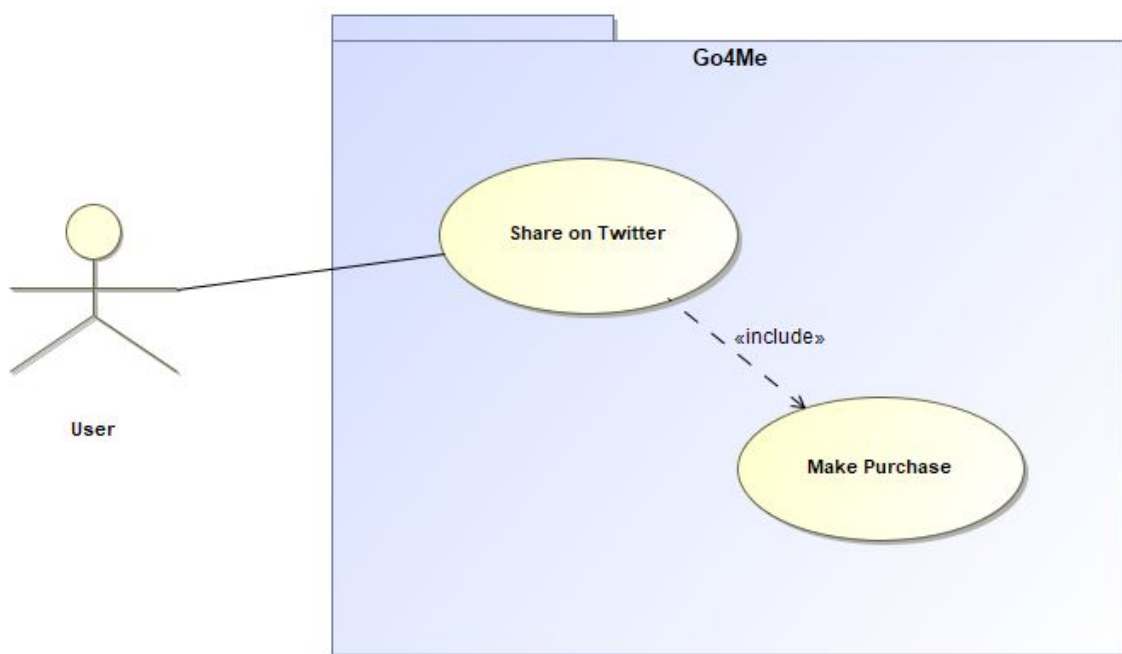 Go4Me
Share on Twitter
«include»
User
Make Purchase